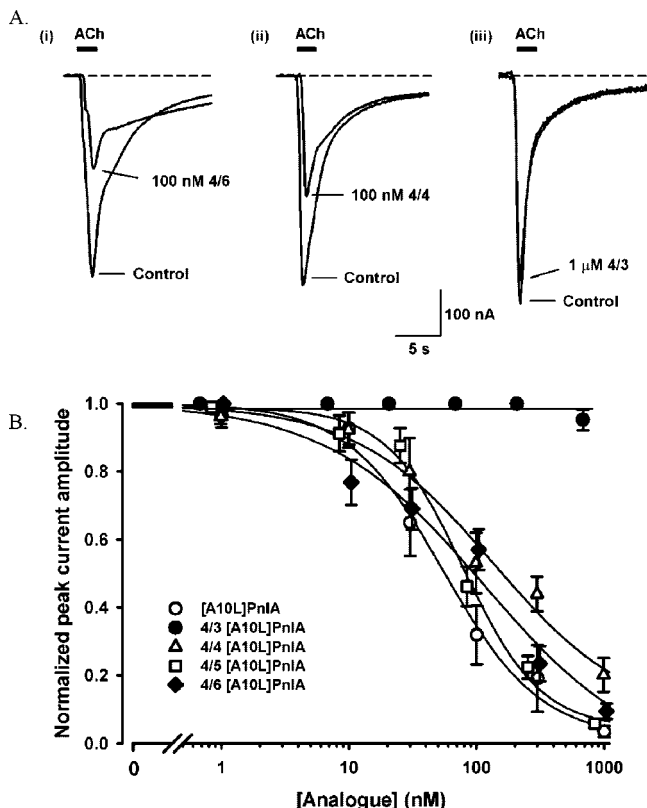 A.
(i) ACh
(ii) ACh
(iii) ACh
100 nM 4/6
Control
100 nM 4/4
Control
1 μM 4/3
Control
100 nA
5 s
B.
Normalized peak current amplitude
1.0
0.8
0.6
0.4
0.2
0.0
[A10L]PnIA
4/3 [A10L]PnIA
4/4 [A10L]PnIA
4/5 [A10L]PnIA
4/6 [A10L]PnIA
0 1 10 100 1000
[Analogue] (nM)